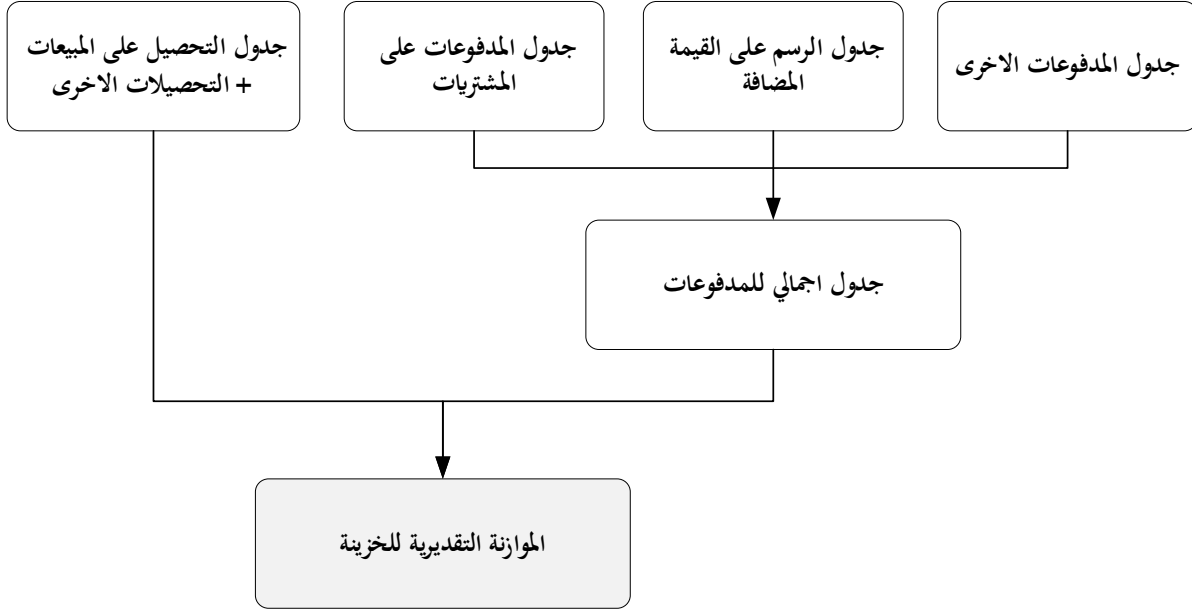 جدول المدفوعات الاخرى
جدول الرسم على القيمة
المضافة
جدول المدفوعات على
المشتريات
جدول التحصيل على المبيعات
+ التحصيلات الاخرى
جدول اجمالي للمدفوعات
الموازنة التقديرية للخزينة